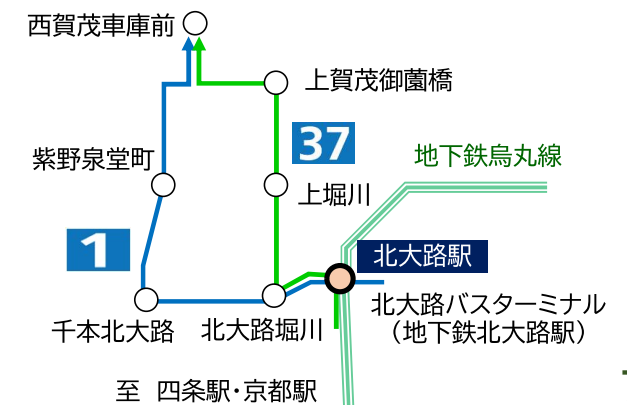 西賀茂車庫前
上賀茂御薗橋
37
地下鉄烏丸線
紫野泉堂町
上堀川
1
北大路駅
北大路バスターミナル
（地下鉄北大路駅）
千本北大路
北大路堀川
至 四条駅・京都駅